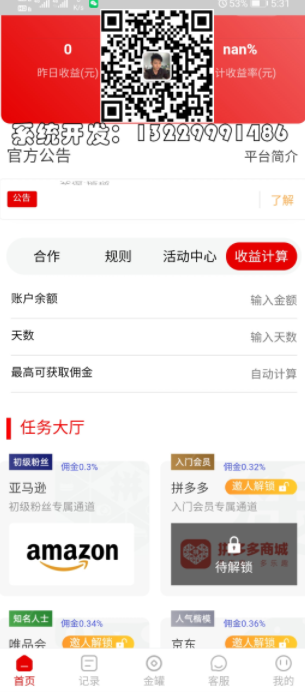 53% 5:31
0
nan%
昨日收益(元)
计收益率(元)
系统开发：13229991486
官方公告
平台简介
公告
了解
合作
规则
活动中心
收益计算
账户余额
输入金额
天数
输入天数
最高可获取佣金
自动计算
任务大厅
初级粉丝
佣金0.3%
入门会员
佣金0.32%
亚马逊
拼多多
邀人解锁
初级粉丝专属通道
入门会员专属通道
amazon
拼多多商城
待解锁
知名人士
佣金0.34%
人气楷模
佣金0.36%
唯品会
邀人解锁
京东
邀人解锁
首页
记录
金罐
客服
我的